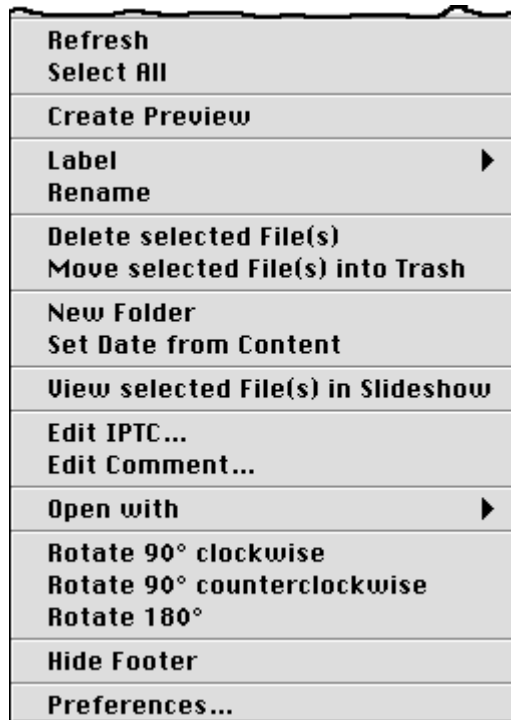 Refresh
Select All
Create Preview
Label
Rename
Delete selected File(s)
Move selected File(s) into Trash
New Folder
Set Date from Content
View selected File(s) in Slideshow
Edit IPTC...
Edit Comment...
Open with
Rotate 90° clockwise
Rotate 90° counterclockwise
Rotate 180°
Hide Footer
Preferences...